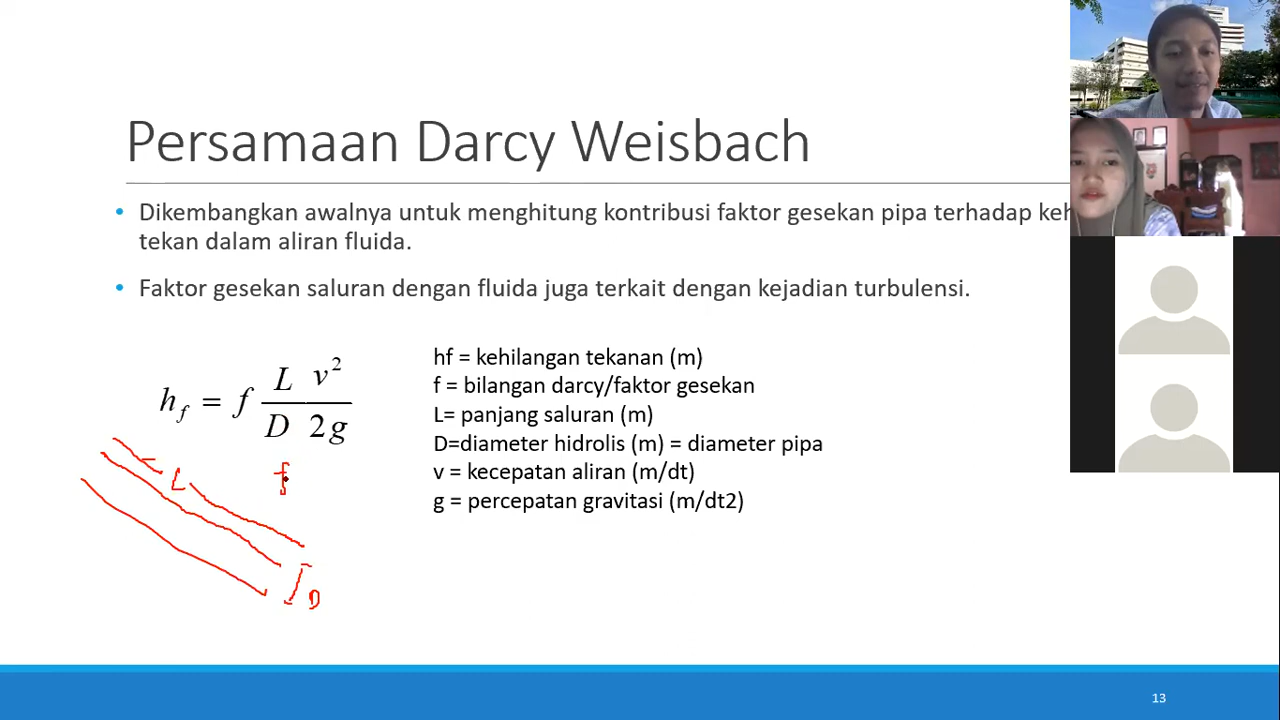 Persamaan Darcy Weisbach
• Dikembangkan awalnya untuk menghitung kontribusi faktor gesekan pipa terhadap
tekan dalam aliran fluida.
• Faktor gesekan saluran dengan fluida juga terkait dengan kejadian turbulensi.
h_f = f L/D v²/2g
hf = kehilangan tekanan (m)
f = bilangan darcy/faktor gesekan
L= panjang saluran (m)
D=diameter hidrolis (m) = diameter pipa
v = kecepatan aliran (m/dt)
g = percepatan gravitasi (m/dt2)
L
f
D
13